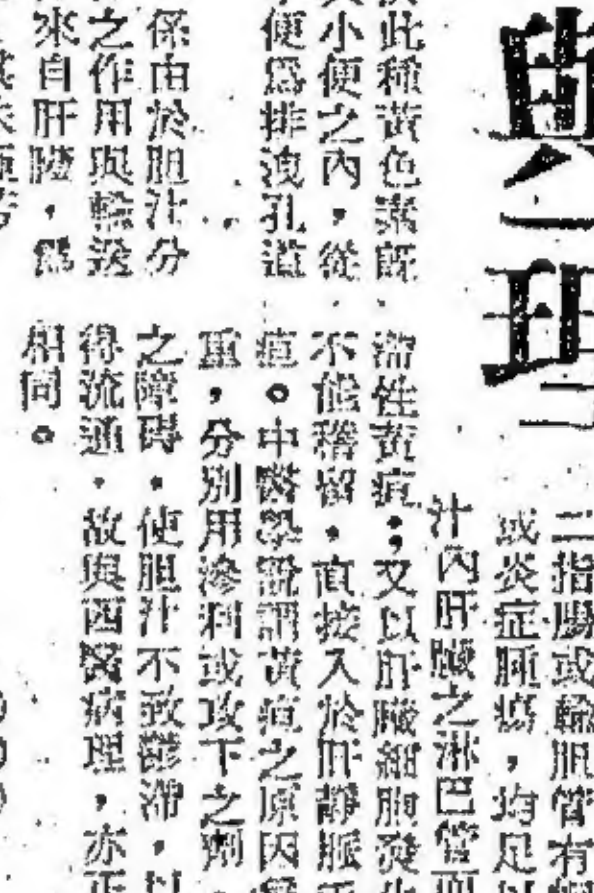 與
理
二指腸或輸胆管有
或炎症腫瘍，均足
汁內肝臟之淋巴管而
此種黃色素既
滯性黃疸；又以肝臟細胞發
小便之內，從
不能稽留，直接入於肝靜脈
便爲排洩孔道
疸。中醫學說謂黃疸之原因
重，分別用滲利或攻下之劑，
係由於胆汁分
之障碍，使胆汁不致鬱滯，以
之作用與輸送
得流通，故與西醫病理，亦正
來自肝臟，爲
相同。